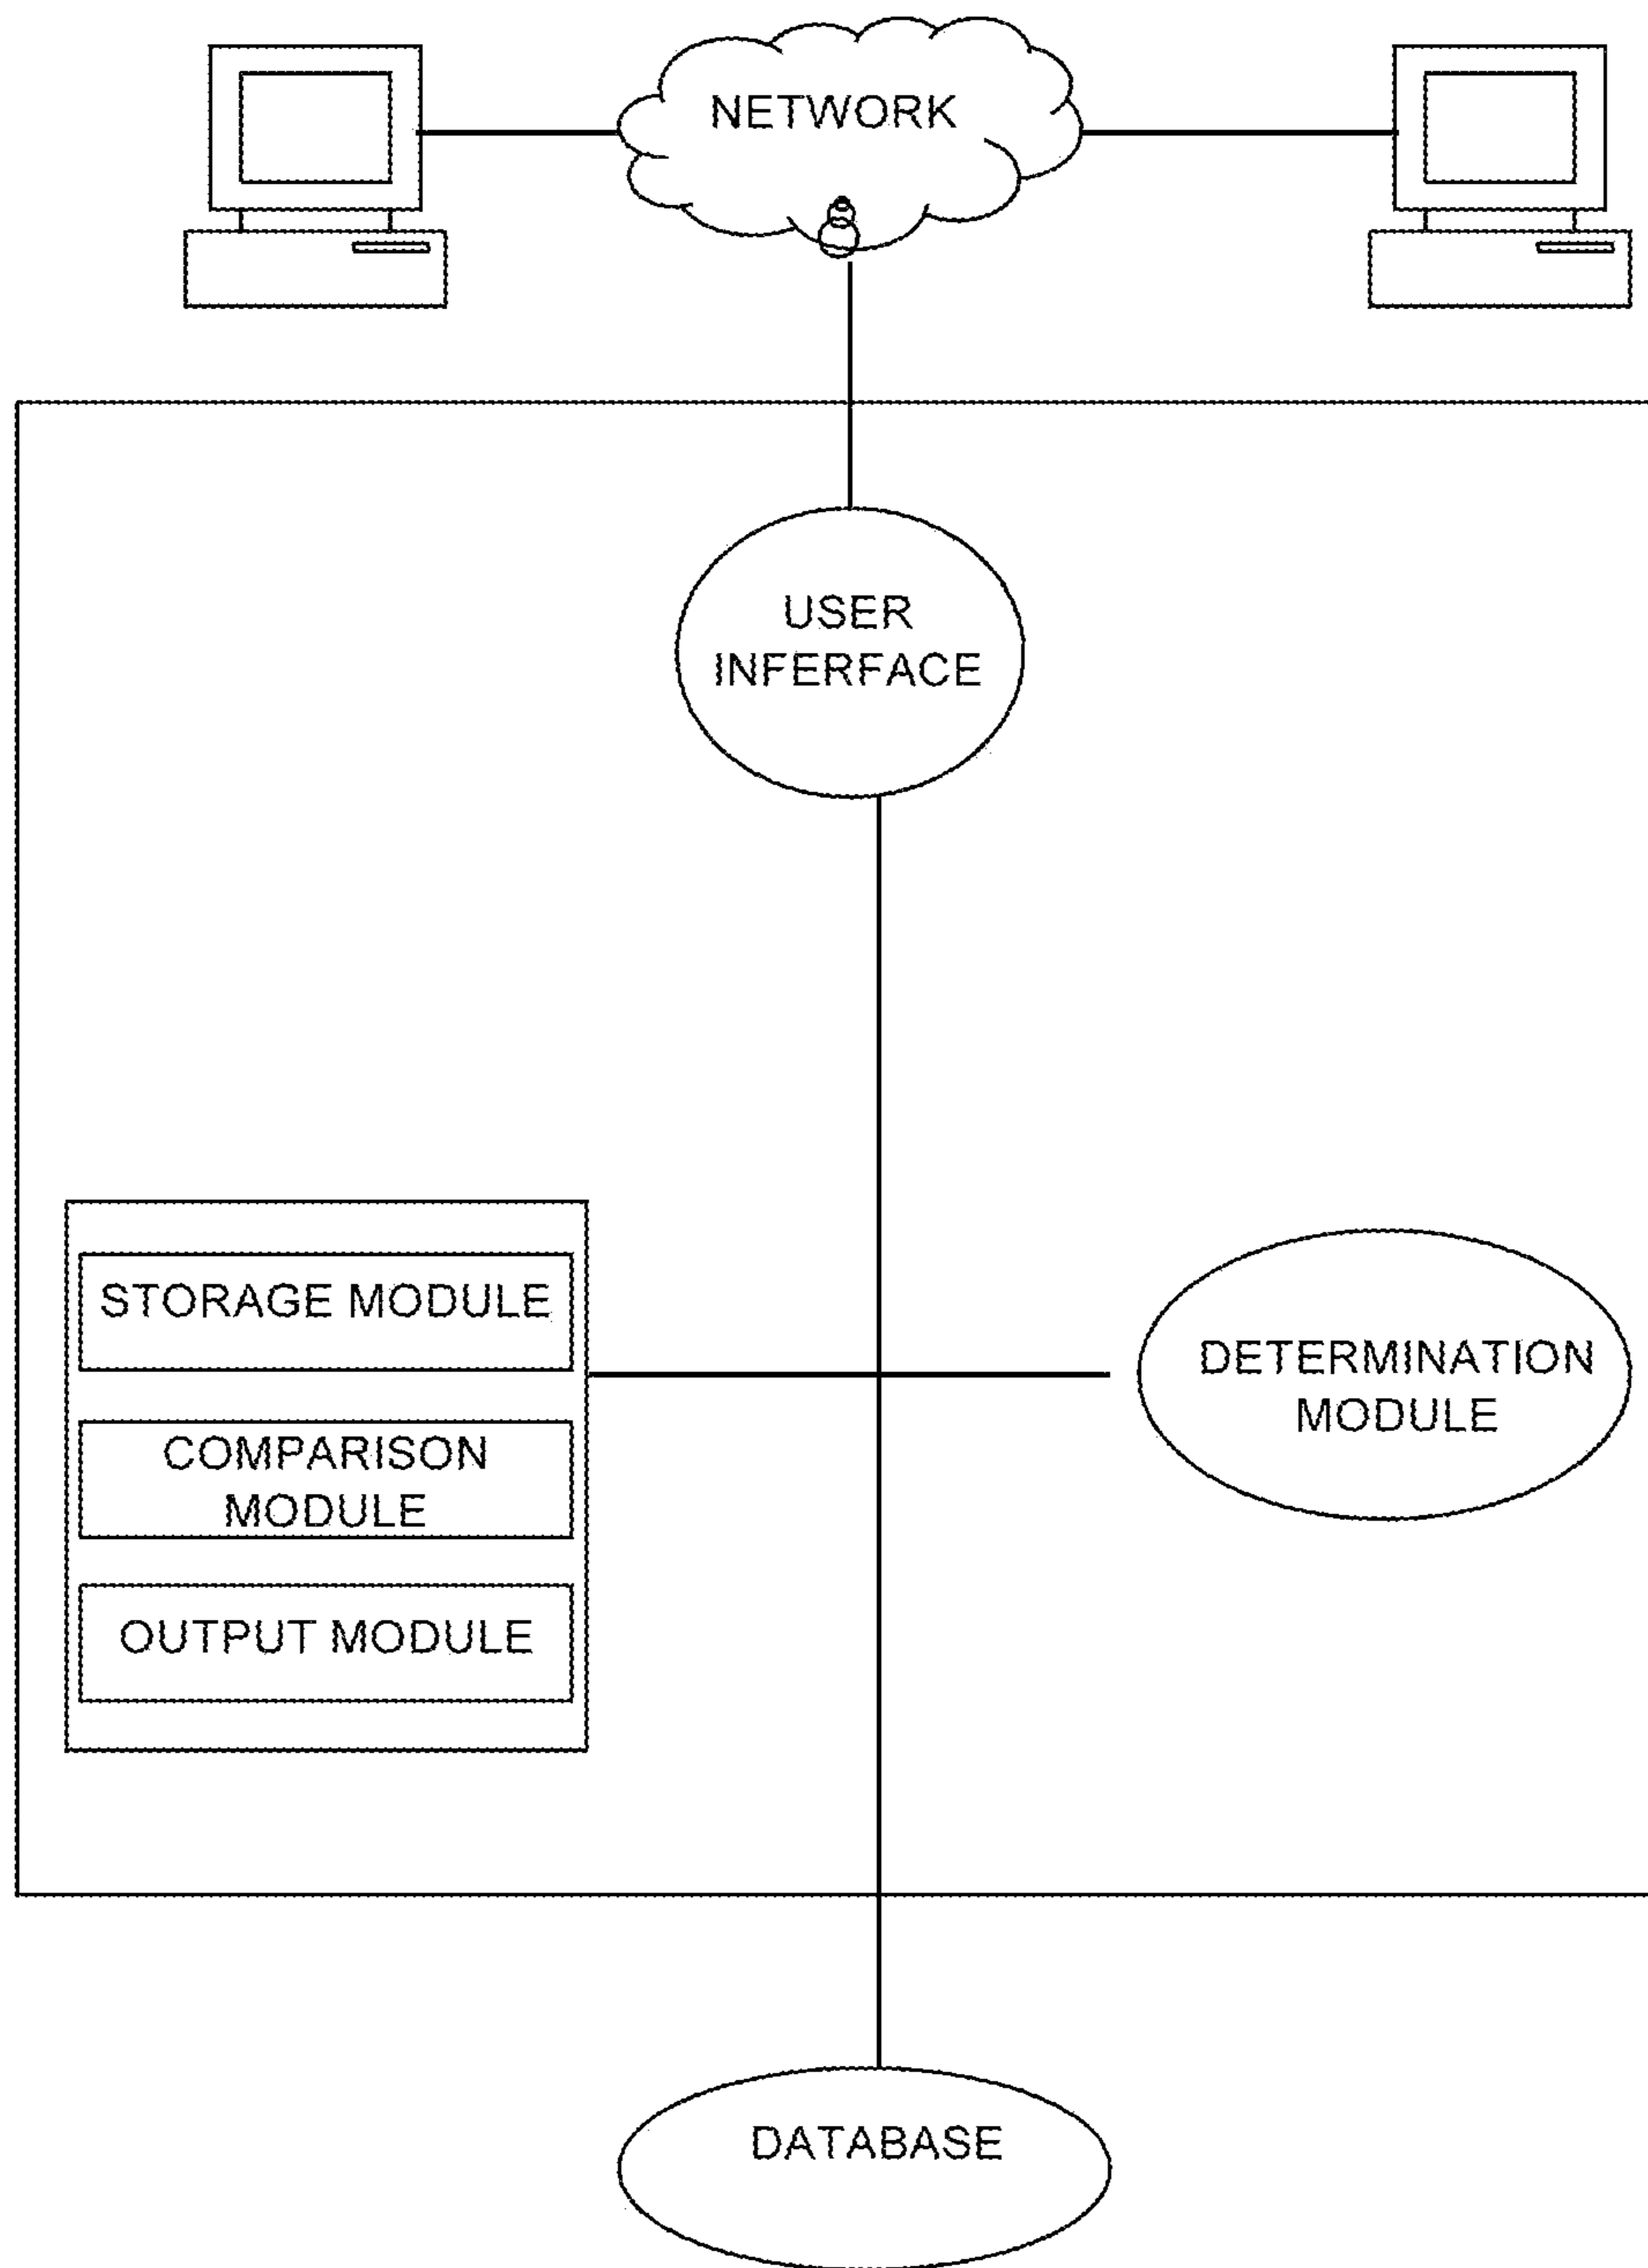 NETWORK
USER
INFERFACE
STORAGE MODULE
COMPARISON
MODULE
OUTPUT MODULE
DETERMINATION
MODULE
DATABASE